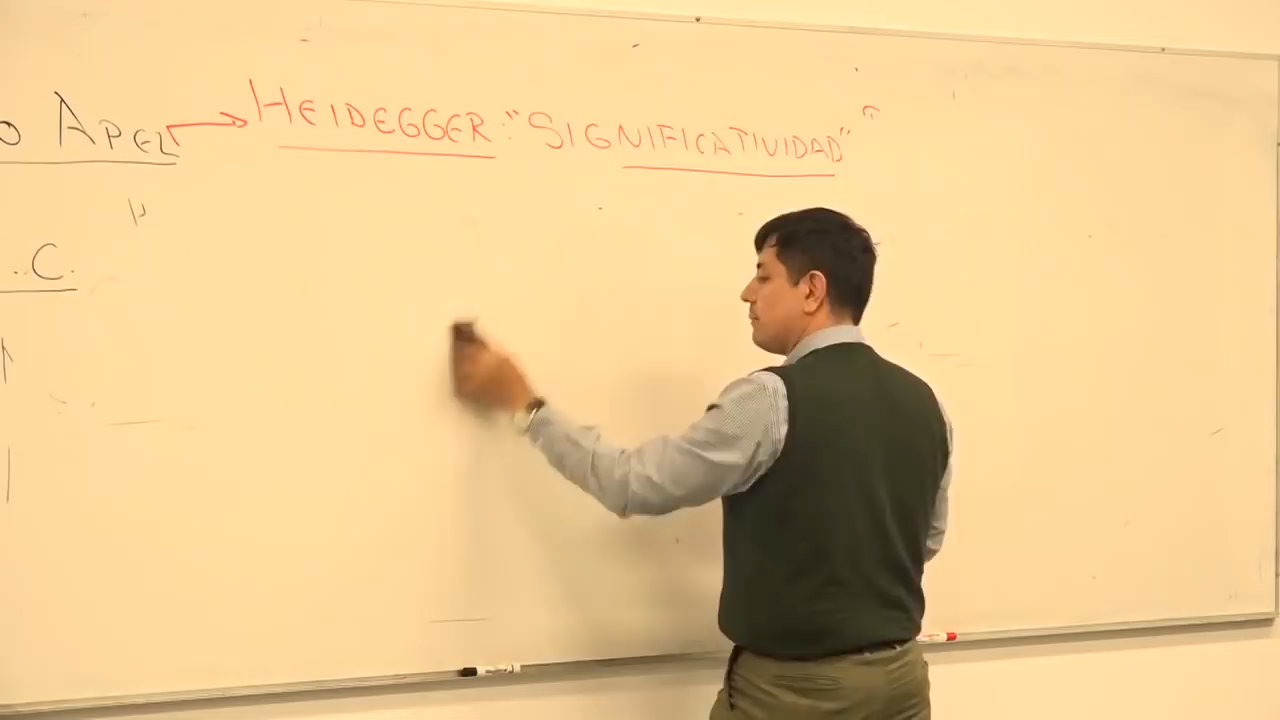 o APEL → HEIDEGGER: "SIGNIFICATIVIDAD"
..C.